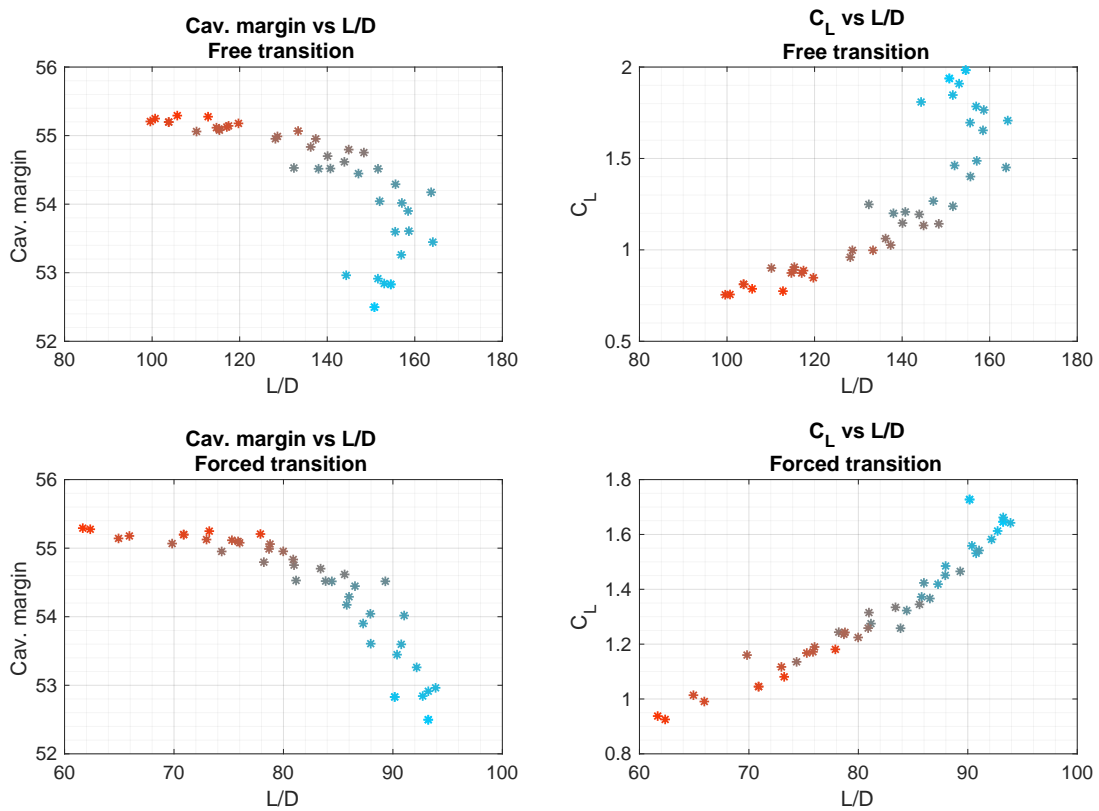 Cav. margin vs L/D
Free transition
56
55
54
53
52
Cav. margin
80 100 120 140 160 180
L/D
C_L vs L/D
Free transition
2
1.5
1
0.5
C_L
80 100 120 140 160 180
L/D
Cav. margin vs L/D
Forced transition
56
55
54
53
52
Cav. margin
60 70 80 90 100
L/D
C_L vs L/D
Forced transition
1.8
1.6
1.4
1.2
1
0.8
C_L
60 70 80 90 100
L/D